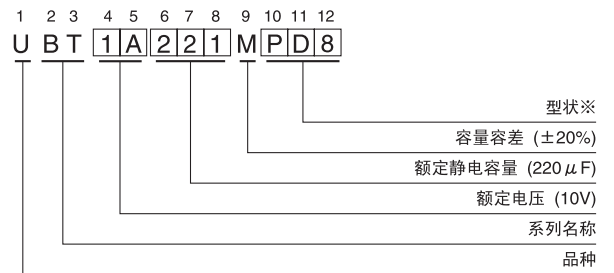 1 2 3 4 5 6 7 8 9 10 11 12
U B T 1 A 2 2 1 M P D 8
型状※
容量容差 (±20%)
额定静电容量 (220μF)
额定电压 (10V)
系列名称
品种